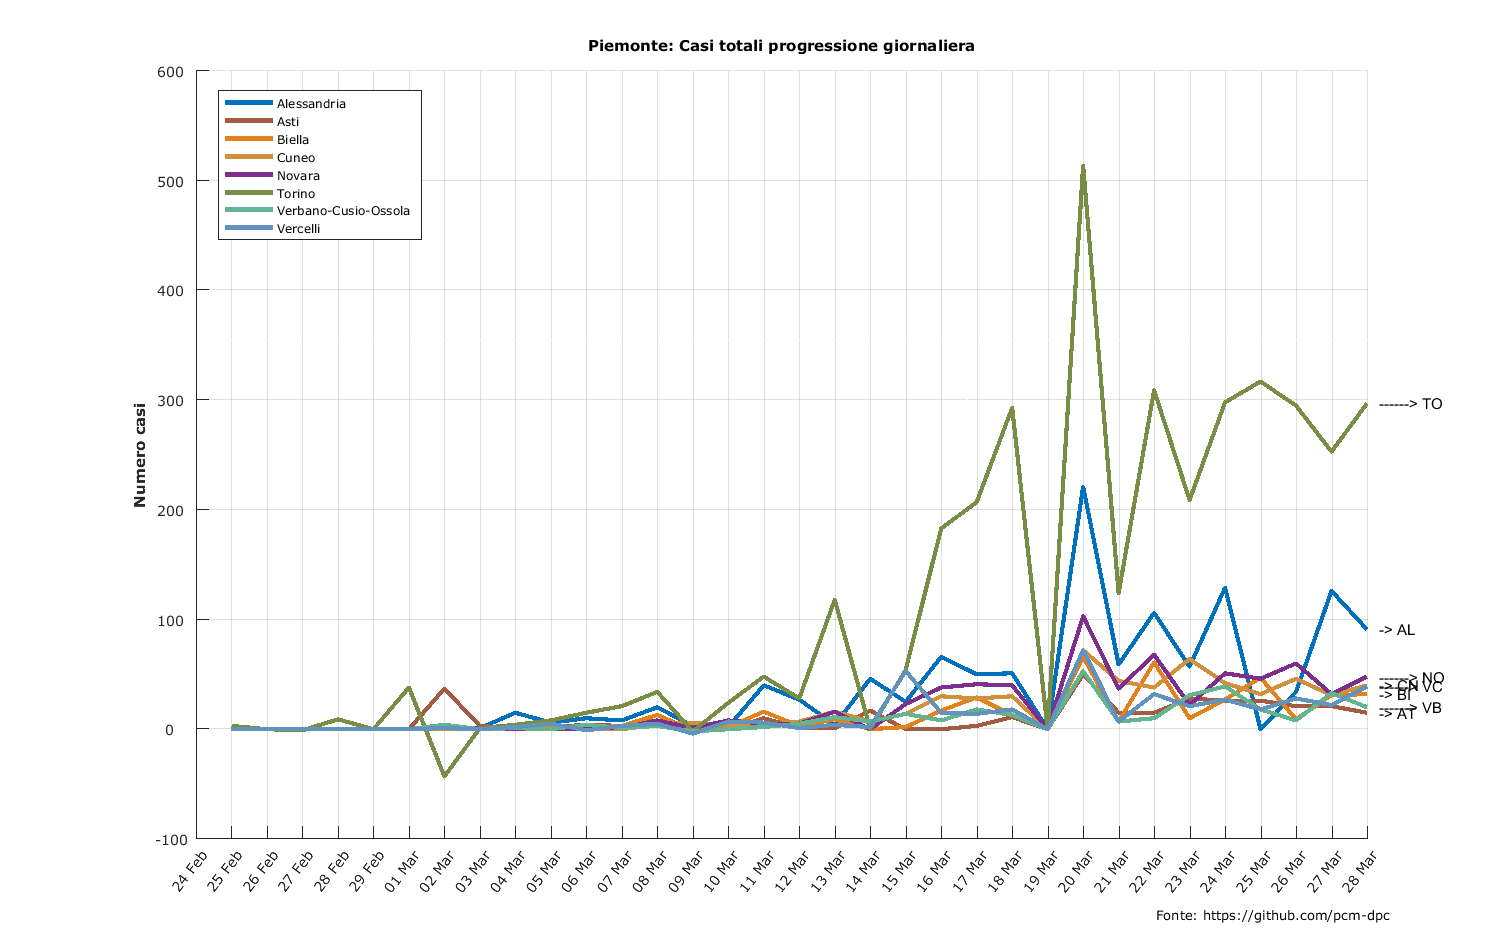 Piemonte: Casi totali progressione giornaliera
600
500
400
300
200
100
0
-100
Numero casi
Alessandria
Asti
Biella
Cuneo
Novara
Torino
Verbano-Cusio-Ossola
Vercelli
------> TO
-> AL
------> NO
-> CN
------> VC
-> BI
------> VB
-> AT
24 Feb
25 Feb
26 Feb
27 Feb
28 Feb
29 Feb
01 Mar
02 Mar
03 Mar
04 Mar
05 Mar
06 Mar
07 Mar
08 Mar
09 Mar
10 Mar
11 Mar
12 Mar
13 Mar
14 Mar
15 Mar
16 Mar
17 Mar
18 Mar
19 Mar
20 Mar
21 Mar
22 Mar
23 Mar
24 Mar
25 Mar
26 Mar
27 Mar
28 Mar
Fonte: https://github.com/pcm-dpc